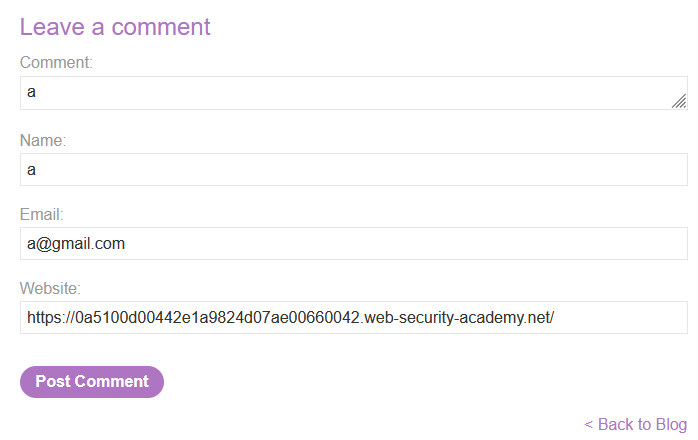 Leave a comment
Comment:
a
Name:
a
Email:
a@gmail.com
Website:
https://0a5100d00442e1a9824d07ae00660042.web-security-academy.net/
Post Comment
< Back to Blog